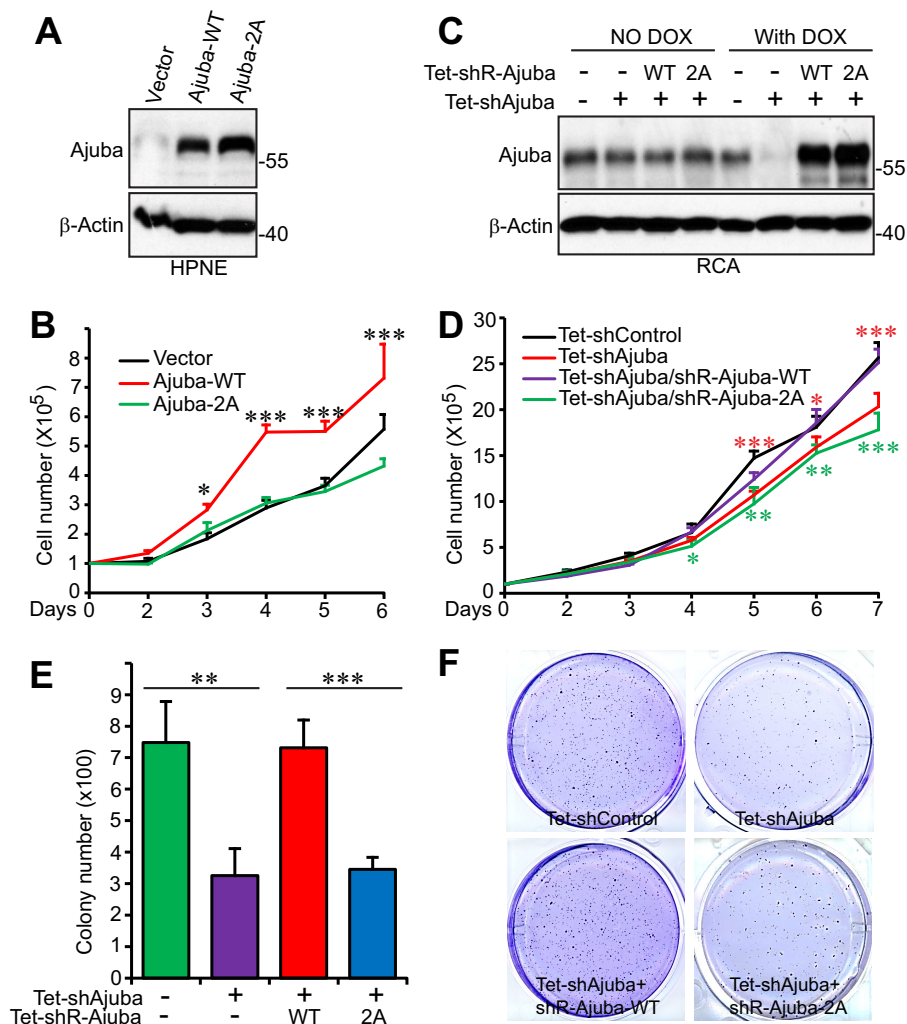 A
Vector
Ajuba-WT
Ajuba-2A
Ajuba
-55
β-Actin
-40
HPNE
C
NO DOX
With DOX
Tet-shR-Ajuba - - WT 2A - - WT 2A
Tet-shAjuba - + + + - + + +
Ajuba
-55
β-Actin
-40
RCA
B
Cell number (X10⁵)
8
7
6
5
4
3
2
1
0
Vector
Ajuba-WT
Ajuba-2A
*
***
***
***
Days 0 2 3 4 5 6
D
Cell number (X10⁵)
30
25
20
15
10
5
0
Tet-shControl
Tet-shAjuba
Tet-shAjuba/shR-Ajuba-WT
Tet-shAjuba/shR-Ajuba-2A
***
*
***
***
**
**
*
Days 0 2 3 4 5 6 7
E
Colony number (x100)
9
8
7
6
5
4
3
2
1
0
**
***
Tet-shAjuba - + + +
Tet-shR-Ajuba - - WT 2A
F
Tet-shControl
Tet-shAjuba
Tet-shAjuba+
shR-Ajuba-WT
Tet-shAjuba+
shR-Ajuba-2A